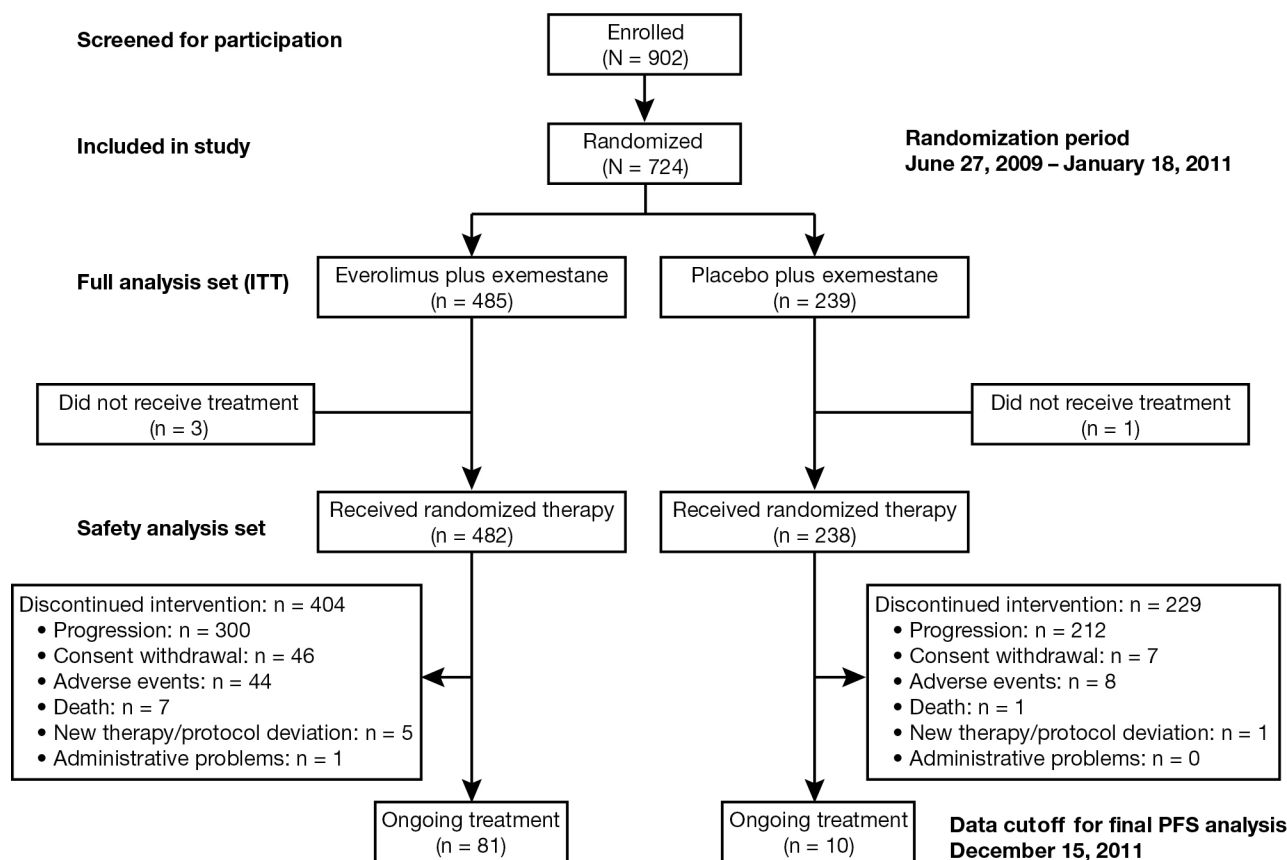 Screened for participation
Enrolled
(N = 902)
Included in study
Randomized
(N = 724)
Randomization period
June 27, 2009 – January 18, 2011
Full analysis set (ITT)
Everolimus plus exemestane
(n = 485)
Placebo plus exemestane
(n = 239)
Did not receive treatment
(n = 3)
Did not receive treatment
(n = 1)
Safety analysis set
Received randomized therapy
(n = 482)
Received randomized therapy
(n = 238)
Discontinued intervention: n = 404
• Progression: n = 300
• Consent withdrawal: n = 46
• Adverse events: n = 44
• Death: n = 7
• New therapy/protocol deviation: n = 5
• Administrative problems: n = 1
Discontinued intervention: n = 229
• Progression: n = 212
• Consent withdrawal: n = 7
• Adverse events: n = 8
• Death: n = 1
• New therapy/protocol deviation: n = 1
• Administrative problems: n = 0
Ongoing treatment
(n = 81)
Ongoing treatment
(n = 10)
Data cutoff for final PFS analysis
December 15, 2011